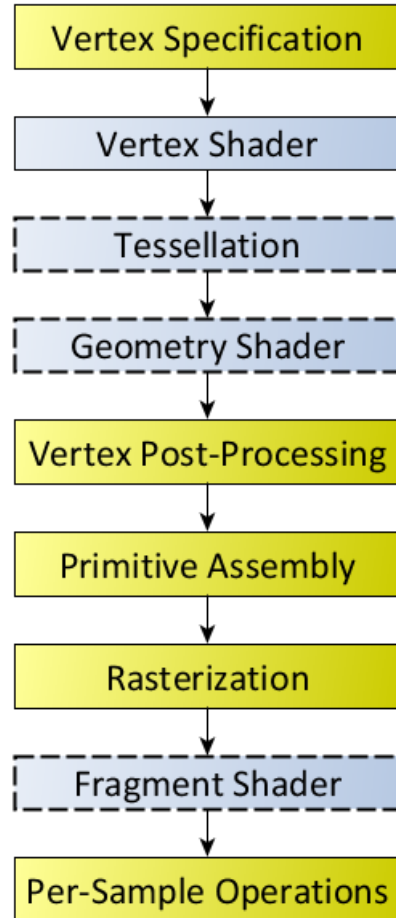 Vertex Specification
Vertex Shader
Tessellation
Geometry Shader
Vertex Post-Processing
Primitive Assembly
Rasterization
Fragment Shader
Per-Sample Operations